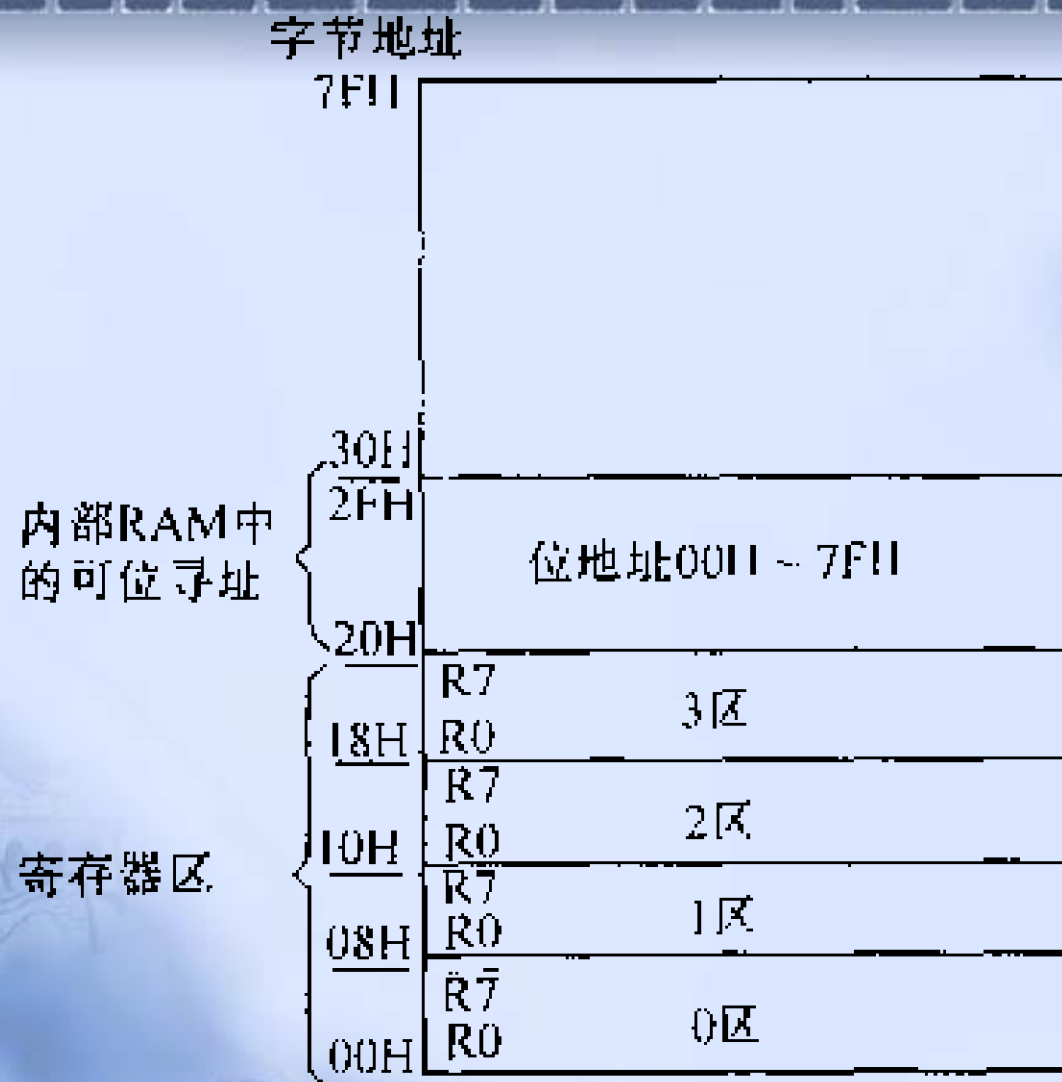 字节地址
7FH
30H
2FH
内部RAM中
的可位寻址
位地址00H ~ 7FH
20H
R7
3区
18H
R0
R7
2区
10H
R0
寄存器区
R7
1区
08H
R0
R7
0区
00H
R0